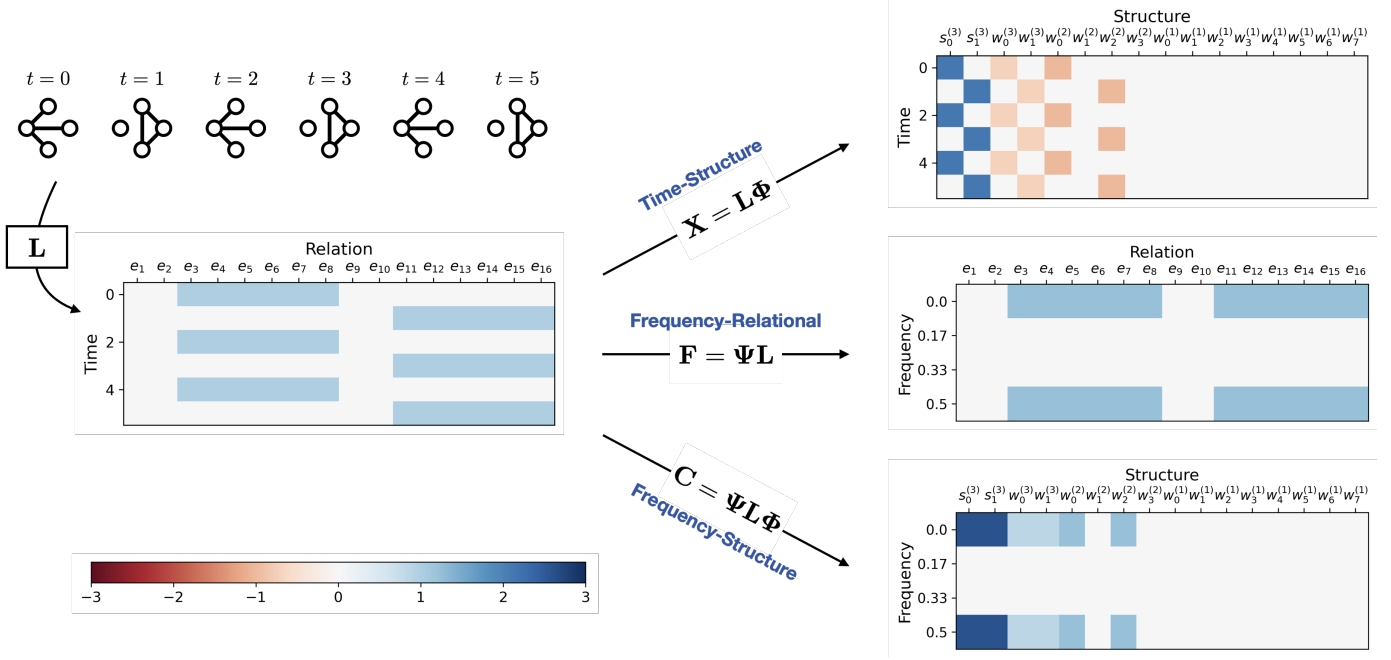 t = 0 t = 1 t = 2 t = 3 t = 4 t = 5
L
Relation
e₁ e₂ e₃ e₄ e₅ e₆ e₇ e₈ e₉ e₁₀ e₁₁ e₁₂ e₁₃ e₁₄ e₁₅ e₁₆
Time
0
2
4
−3 −2 −1 0 1 2 3
Time-Structure
X = LΦ
Frequency-Relational
F = ΨL
C = ΨLΦ
Frequency-Structure
Structure
s₀⁽³⁾ s₁⁽³⁾ w₀⁽³⁾ w₁⁽³⁾ w₀⁽²⁾ w₁⁽²⁾ w₂⁽²⁾ w₃⁽²⁾ w₀⁽¹⁾ w₁⁽¹⁾ w₂⁽¹⁾ w₃⁽¹⁾ w₄⁽¹⁾ w₅⁽¹⁾ w₆⁽¹⁾ w₇⁽¹⁾
Time
0
2
4
Relation
e₁ e₂ e₃ e₄ e₅ e₆ e₇ e₈ e₉ e₁₀ e₁₁ e₁₂ e₁₃ e₁₄ e₁₅ e₁₆
Frequency
0.0
0.17
0.33
0.5
Structure
s₀⁽³⁾ s₁⁽³⁾ w₀⁽³⁾ w₁⁽³⁾ w₀⁽²⁾ w₁⁽²⁾ w₂⁽²⁾ w₃⁽²⁾ w₀⁽¹⁾ w₁⁽¹⁾ w₂⁽¹⁾ w₃⁽¹⁾ w₄⁽¹⁾ w₅⁽¹⁾ w₆⁽¹⁾ w₇⁽¹⁾
Frequency
0.0
0.17
0.33
0.5